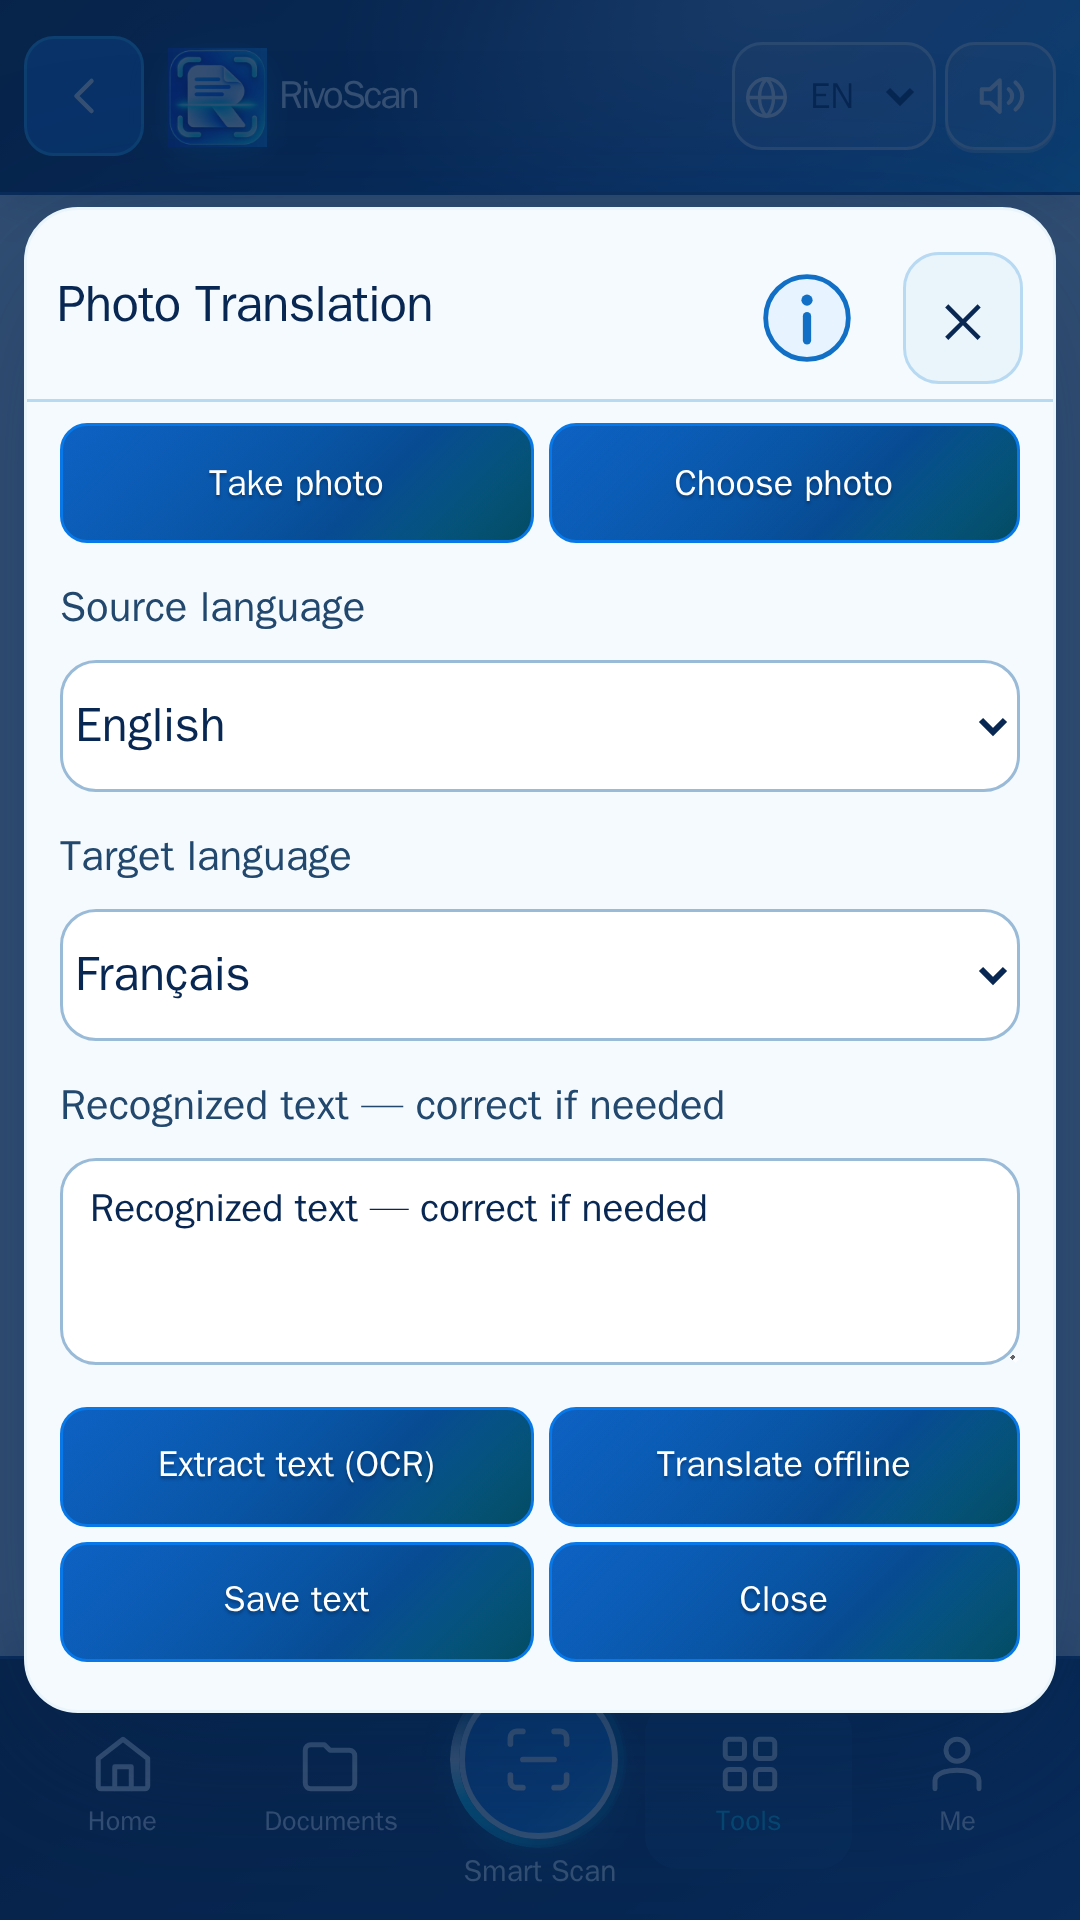 RivoScan
EN
Photo Translation
Take photo
Choose photo
Source language
English
Target language
Français
Recognized text — correct if needed
Recognized text — correct if needed
Extract text (OCR)
Translate offline
Save text
Close
Home
Documents
Smart Scan
Tools
Me